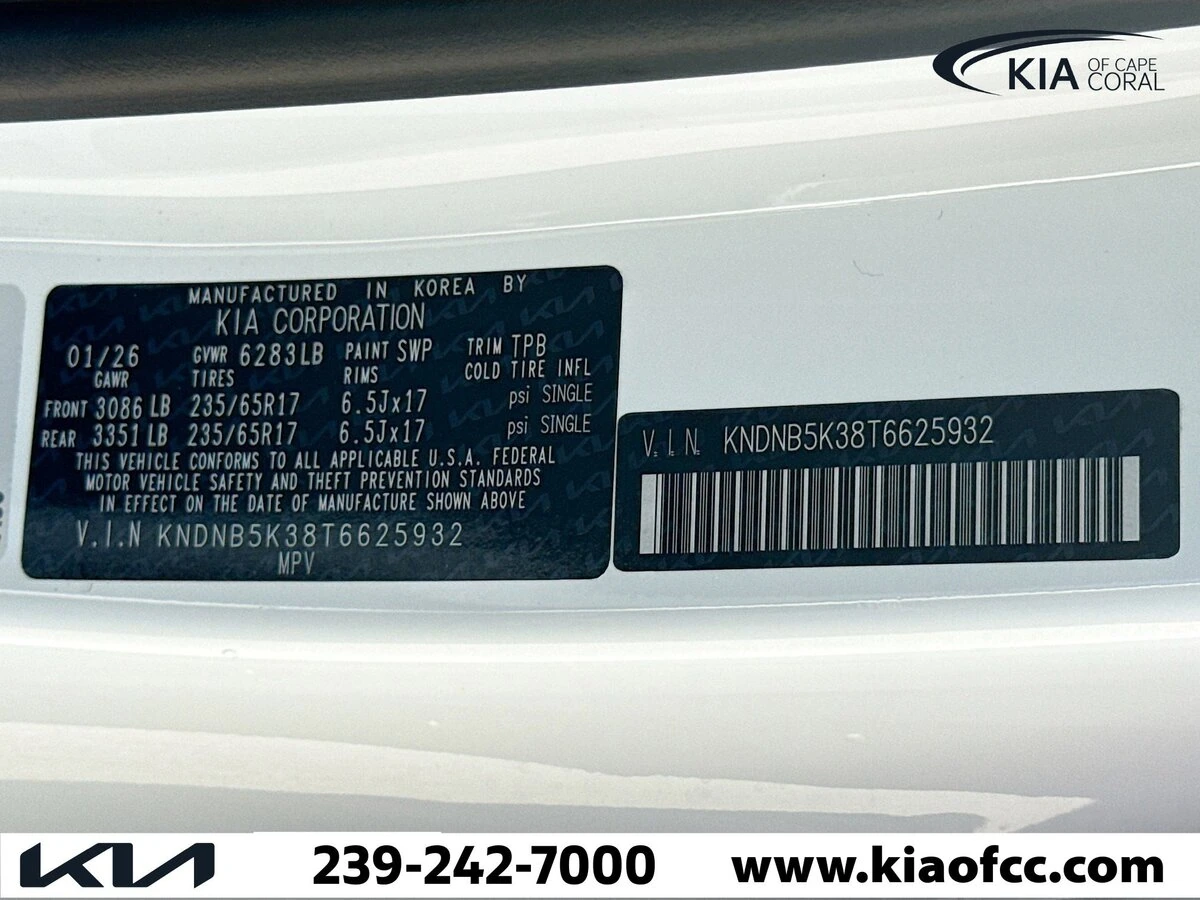 KIA OF CAPE CORAL
MANUFACTURED IN KOREA BY
KIA CORPORATION
01/26 GVWR 6283LB PAINT SWP TRIM TPB
GAWR TIRES RIMS COLD TIRE INFL
FRONT 3086 LB 235/65R17 6.5Jx17 psi SINGLE
REAR 3351 LB 235/65R17 6.5Jx17 psi SINGLE
THIS VEHICLE CONFORMS TO ALL APPLICABLE U.S.A. FEDERAL
MOTOR VEHICLE SAFETY AND THEFT PREVENTION STANDARDS
IN EFFECT ON THE DATE OF MANUFACTURE SHOWN ABOVE
V.I.N KNDNB5K38T6625932
MPV
V.I.N. KNDNB5K38T6625932
KIA 239-242-7000 www.kiaofcc.com